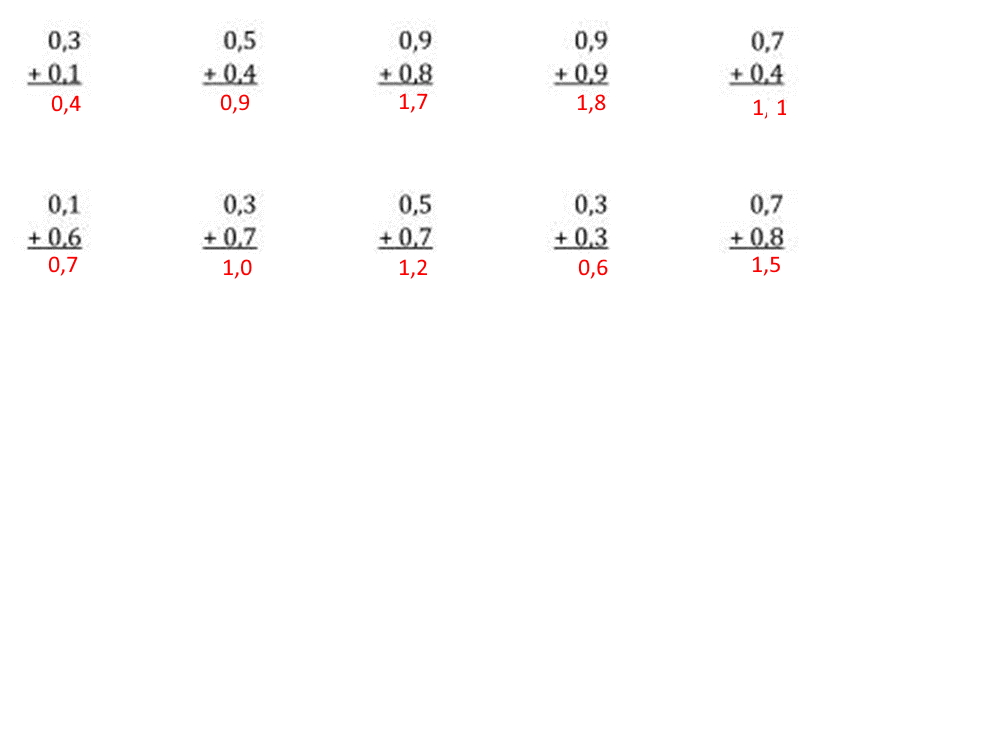 0,3 0,5 0,9 0,9 0,7
+ 0,1 + 0,4 + 0,8 + 0,9 + 0,4
0,4 0,9 1,7 1,8 1, 1
0,1 0,3 0,5 0,3 0,7
+ 0,6 + 0,7 + 0,7 + 0,3 + 0,8
0,7 1,0 1,2 0,6 1,5